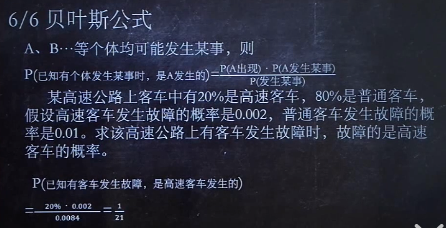 6/6 贝叶斯公式
A、B…等个体均可能发生某事，则
P(已知有个体发生某事时，是A发生的)=P(A出现)·P(A发生某事)/P(发生某事)
某高速公路上客车中有20%是高速客车，80%是普通客车，
假设高速客车发生故障的概率是0.002，普通客车发生故障的概
率是0.01。求该高速公路上有客车发生故障时，故障的是高速
客车的概率。
P(已知有客车发生故障，是高速客车发生的)
=20%·0.002/0.0084=1/21